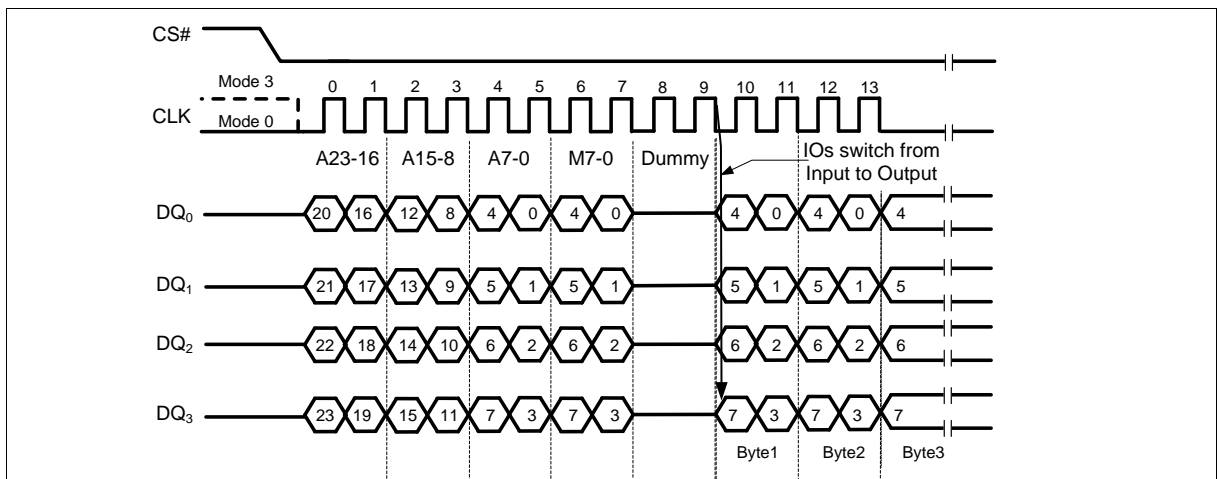 CS#
Mode 3
0 1 2 3 4 5 6 7 8 9 10 11 12 13
CLK
Mode 0
A23-16 A15-8 A7-0 M7-0 Dummy
IOs switch from
Input to Output
DQ0 20 16 12 8 4 0 4 0 4 0 4 0 4
DQ1 21 17 13 9 5 1 5 1 5 1 5 1 5
DQ2 22 18 14 10 6 2 6 2 6 2 6 2 6
DQ3 23 19 15 11 7 3 7 3 7 3 7 3 7
Byte1 Byte2 Byte3